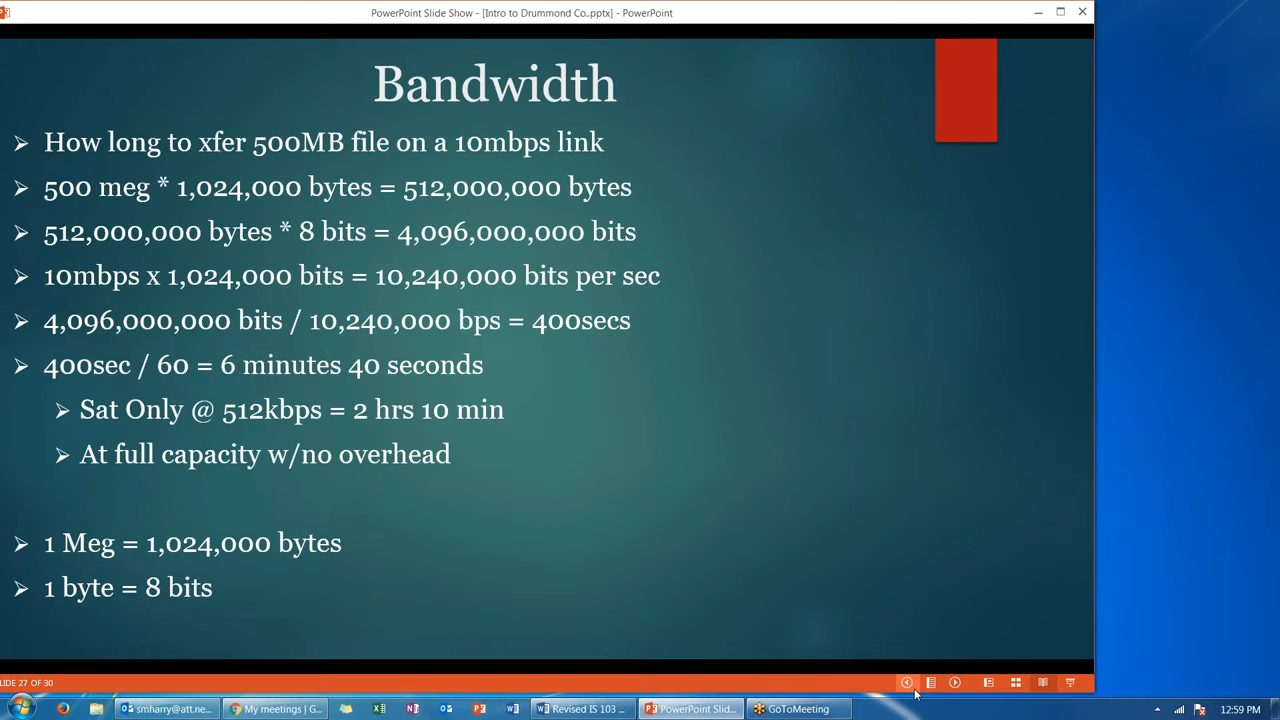 PowerPoint Slide Show - [Intro to Drummond Co..pptx] - PowerPoint
Bandwidth
How long to xfer 500MB file on a 10mbps link
500 meg * 1,024,000 bytes = 512,000,000 bytes
512,000,000 bytes * 8 bits = 4,096,000,000 bits
10mbps x 1,024,000 bits = 10,240,000 bits per sec
4,096,000,000 bits / 10,240,000 bps = 400secs
400sec / 60 = 6 minutes 40 seconds
Sat Only @ 512kbps = 2 hrs 10 min
At full capacity w/no overhead
1 Meg = 1,024,000 bytes
1 byte = 8 bits
LIDE 27 OF 30
smharry@att.ne... My meetings | G... Revised IS 103 ... PowerPoint Slid... GoToMeeting 12:59 PM